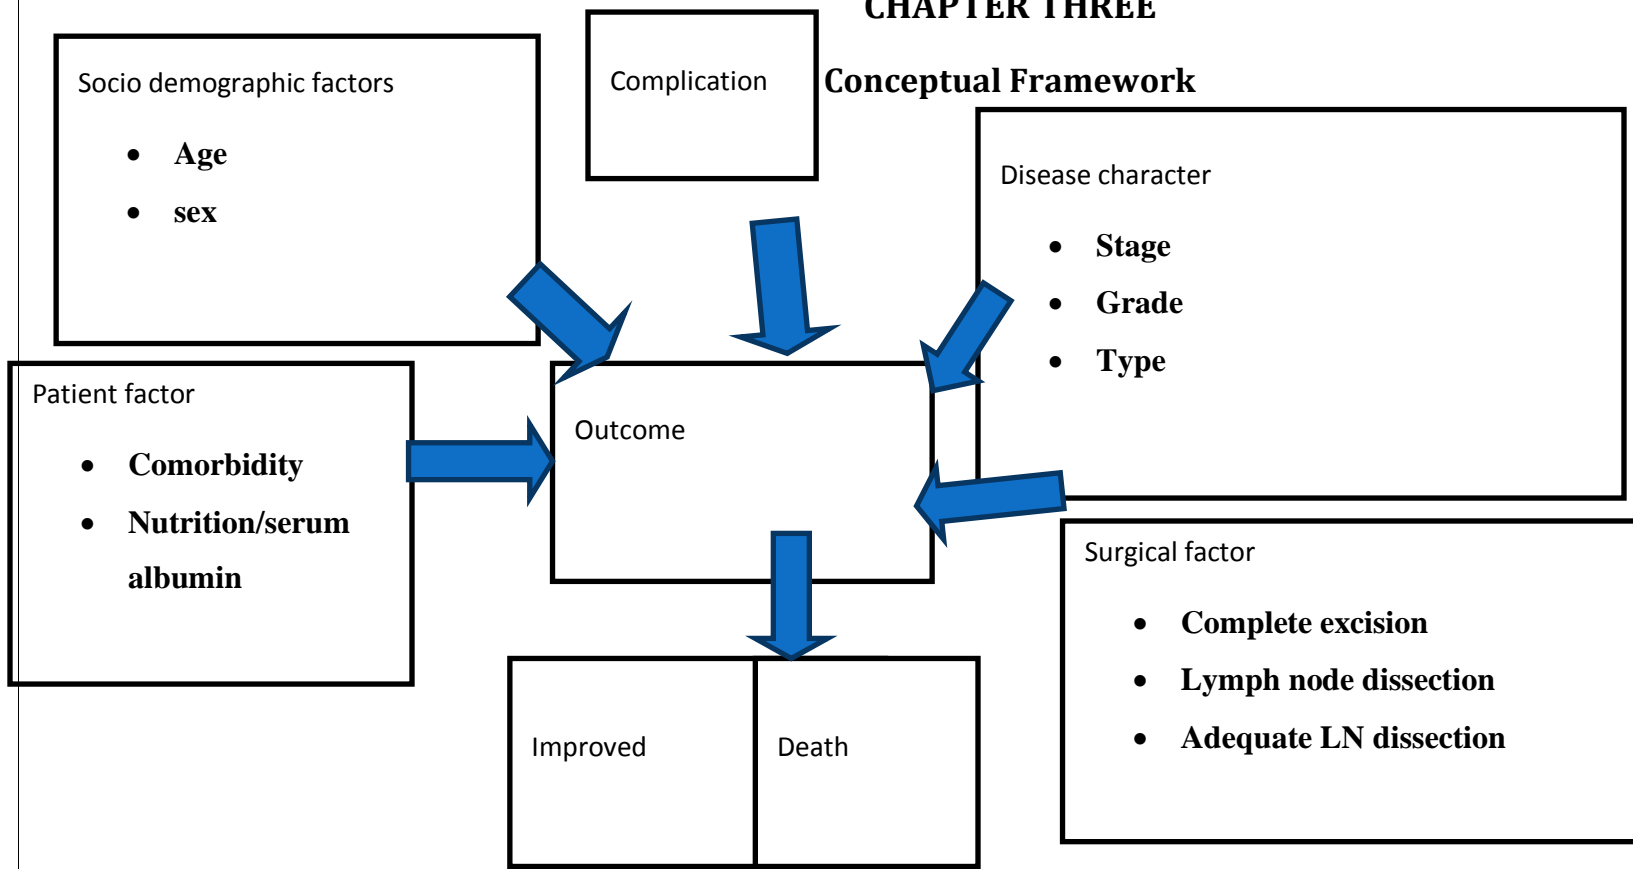 CHAPTER THREE
Conceptual Framework
Socio demographic factors
• Age
• sex
Complication
Disease character
• Stage
• Grade
• Type
Patient factor
• Comorbidity
• Nutrition/serum
albumin
Outcome
Surgical factor
• Complete excision
• Lymph node dissection
• Adequate LN dissection
Improved
Death